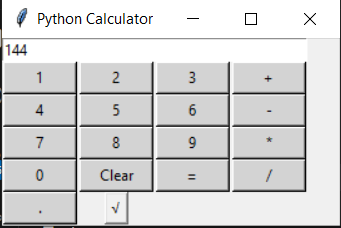 Python Calculator
144
1 2 3 +
4 5 6 -
7 8 9 *
0 Clear = /
. √